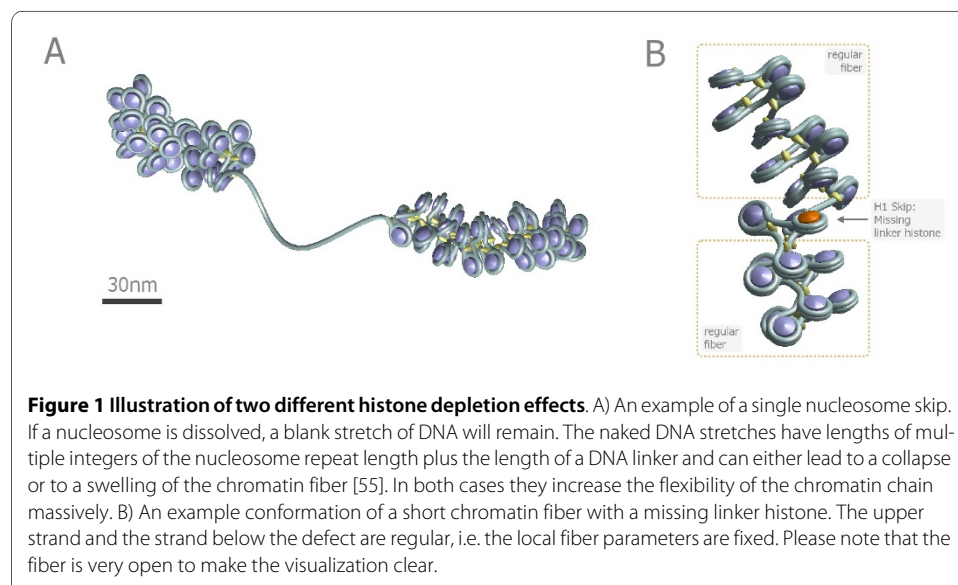 A
B
regular
fiber
H1 Skip:
Missing
linker histone
30nm
regular
fiber
Figure 1 Illustration of two different histone depletion effects. A) An example of a single nucleosome skip.
If a nucleosome is dissolved, a blank stretch of DNA will remain. The naked DNA stretches have lengths of mul-
tiple integers of the nucleosome repeat length plus the length of a DNA linker and can either lead to a collapse
or to a swelling of the chromatin fiber [55]. In both cases they increase the flexibility of the chromatin chain
massively. B) An example conformation of a short chromatin fiber with a missing linker histone. The upper
strand and the strand below the defect are regular, i.e. the local fiber parameters are fixed. Please note that the
fiber is very open to make the visualization clear.